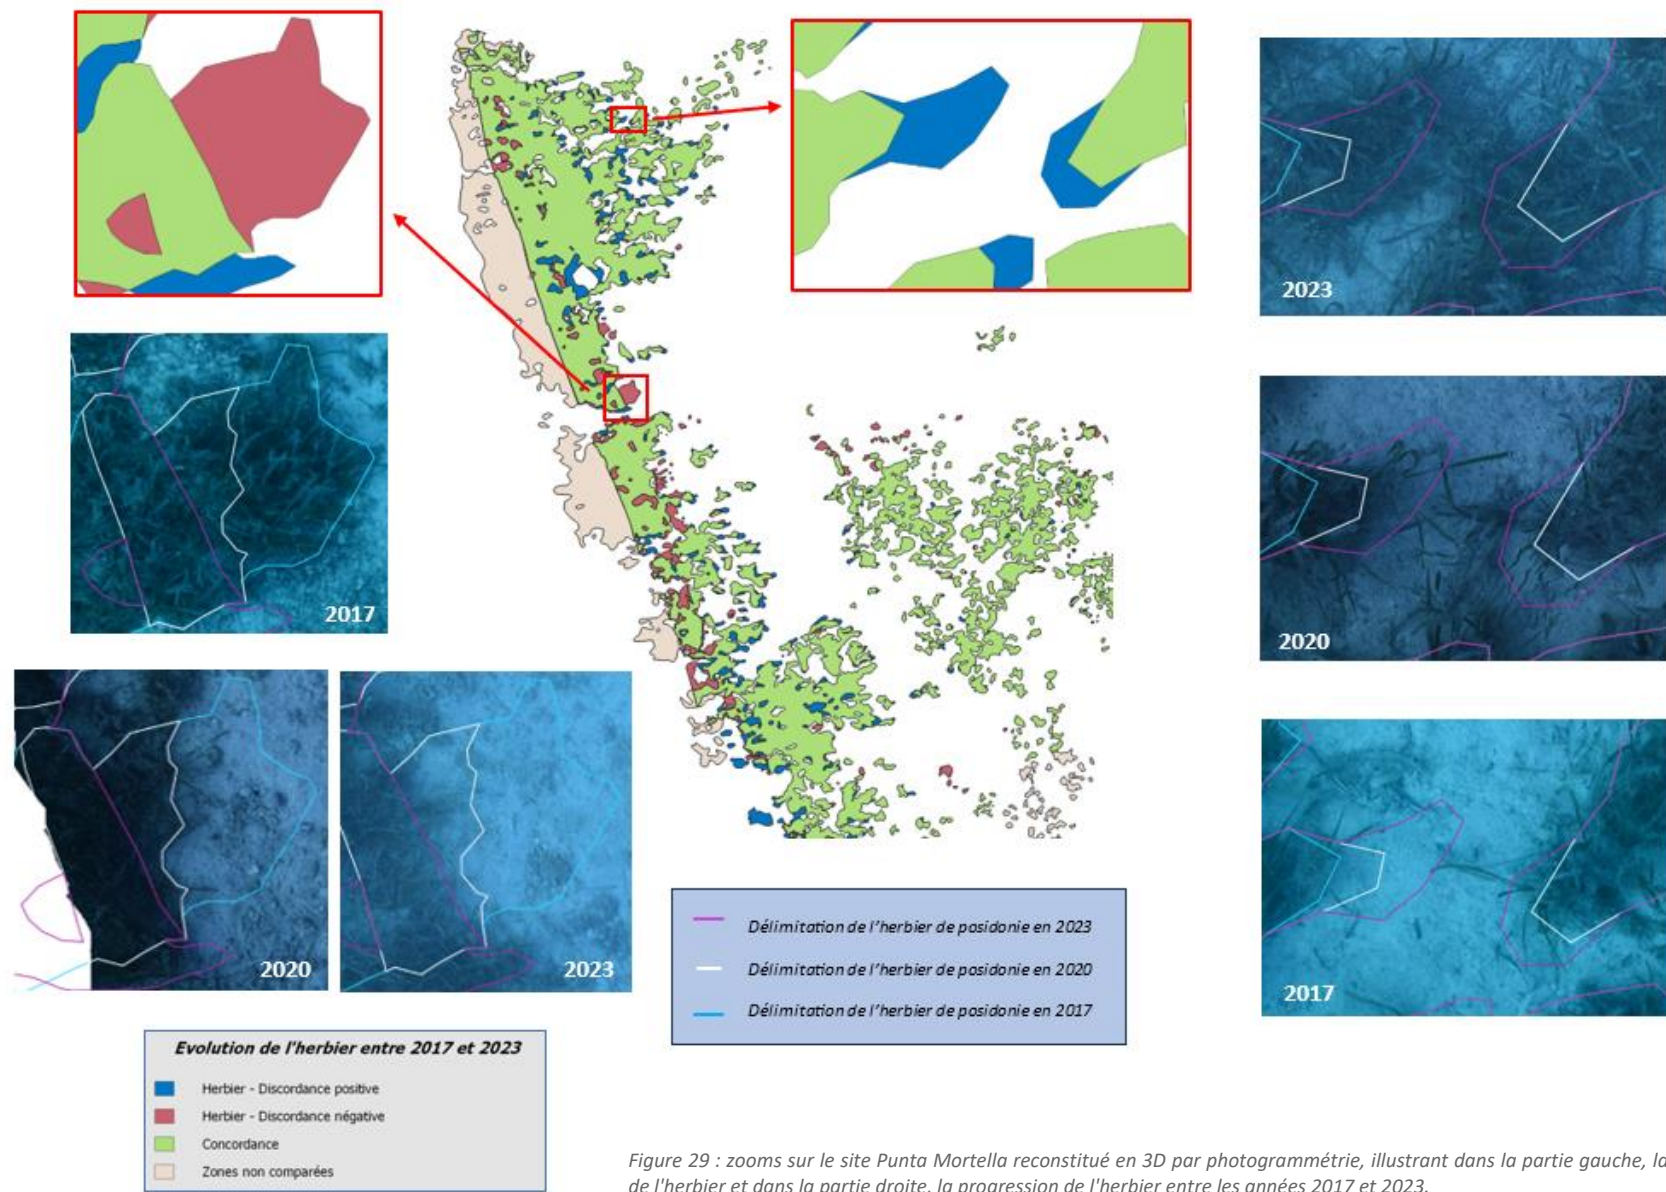 2023
2017
2020
2020
2023
2017
Délimitation de l'herbier de posidonie en 2023
Délimitation de l'herbier de posidonie en 2020
Délimitation de l'herbier de posidonie en 2017
Evolution de l'herbier entre 2017 et 2023
Herbier - Discordance positive
Herbier - Discordance négative
Concordance
Zones non comparées
Figure 29 : zooms sur le site Punta Mortella reconstitué en 3D par photogrammétrie, illustrant dans la partie gauche, la
de l'herbier et dans la partie droite, la progression de l'herbier entre les années 2017 et 2023.